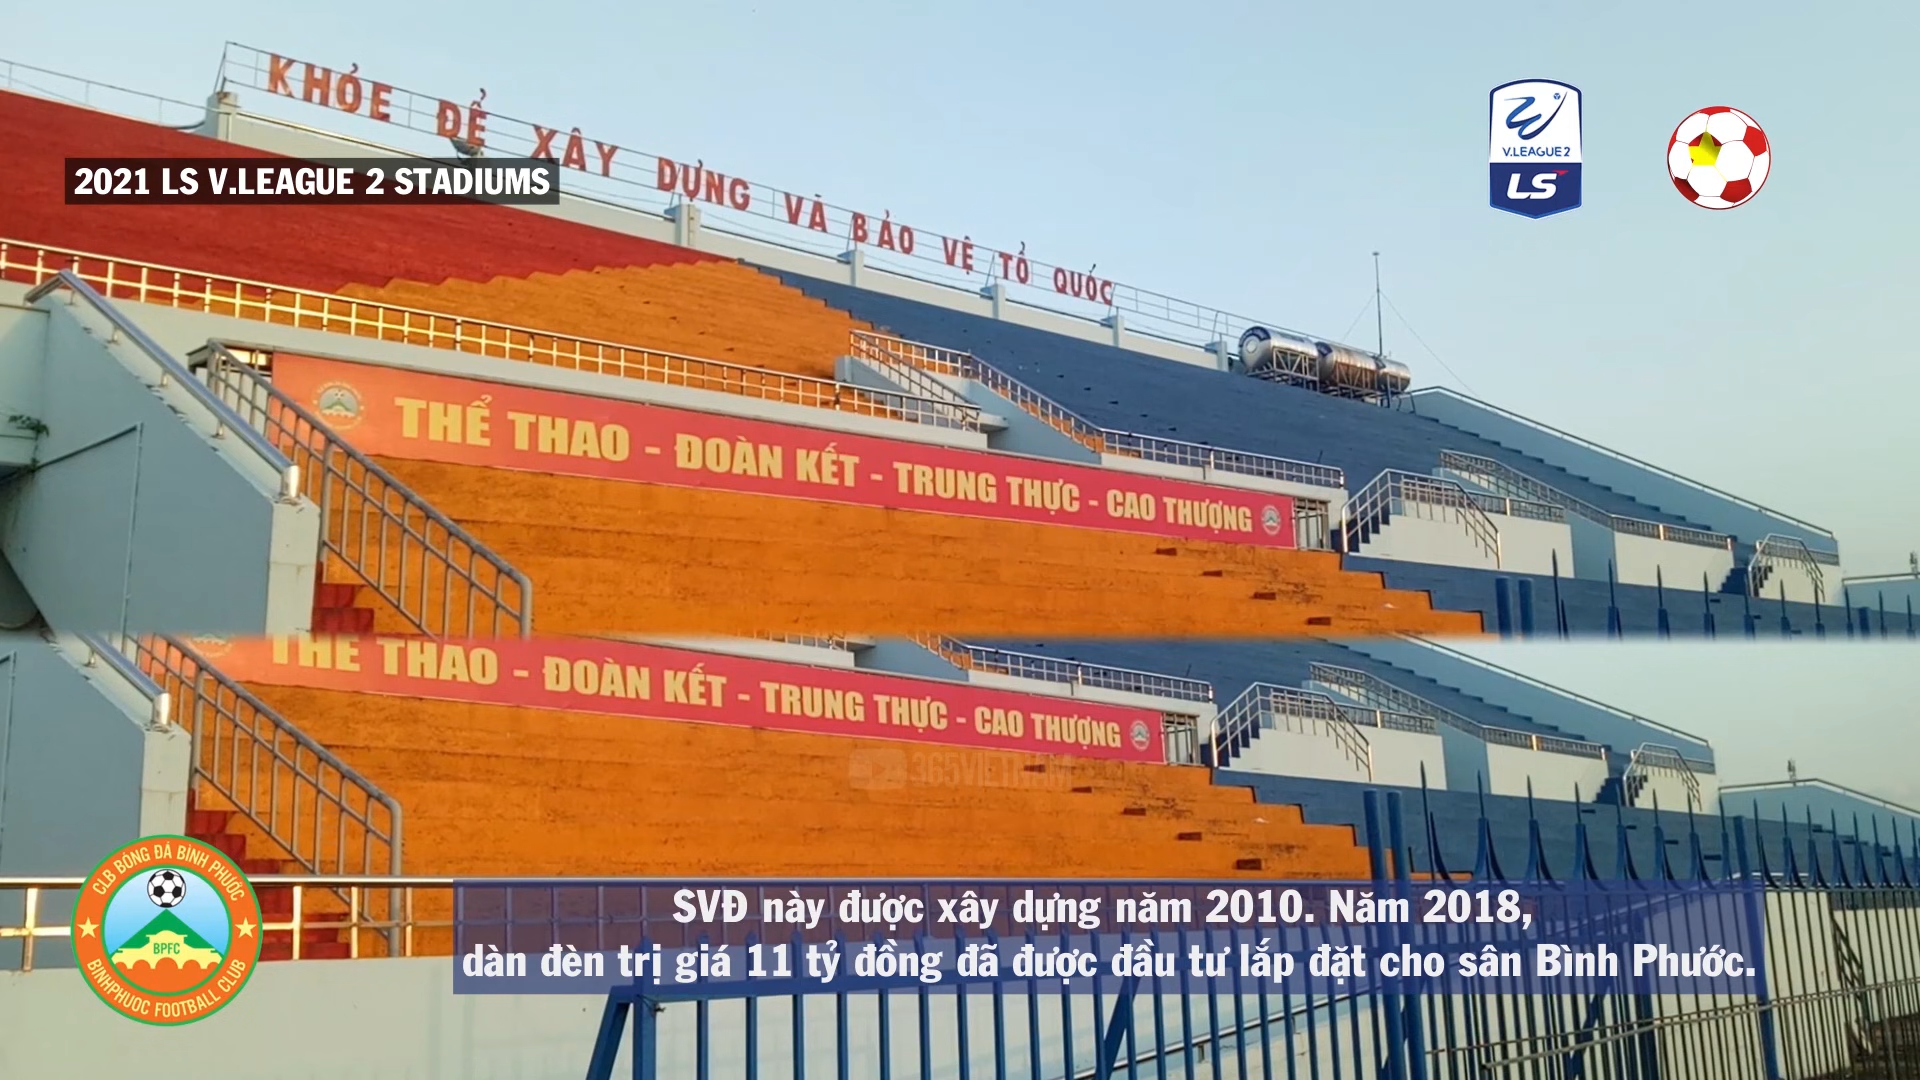 KHỎE ĐỂ XÂY DỰNG VÀ BẢO VỆ TỔ QUỐC
2021 LS V.LEAGUE 2 STADIUMS
V.LEAGUE 2
LS
THỂ THAO - ĐOÀN KẾT - TRUNG THỰC - CAO THƯỢNG
THỂ THAO - ĐOÀN KẾT - TRUNG THỰC - CAO THƯỢNG
365VIETNAM
CLB BÓNG ĐÁ BÌNH PHƯỚC
BPFC
BINHPHUOC FOOTBALL CLUB
SVĐ này được xây dựng năm 2010. Năm 2018,
dàn đèn trị giá 11 tỷ đồng đã được đầu tư lắp đặt cho sân Bình Phước.